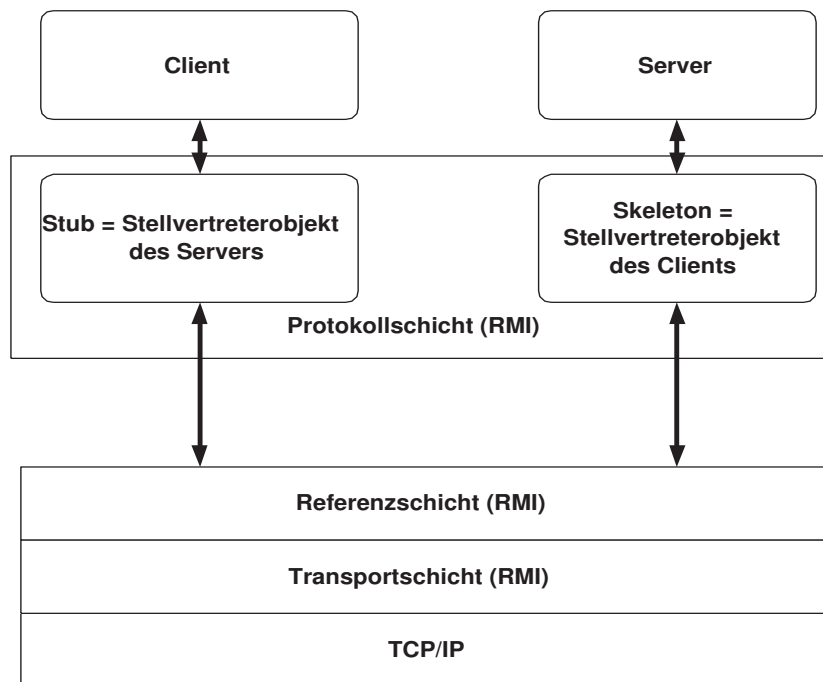 Client
Server
Stub = Stellvertreterobjekt
des Servers
Skeleton =
Stellvertreterobjekt
des Clients
Protokollschicht (RMI)
Referenzschicht (RMI)
Transportschicht (RMI)
TCP/IP